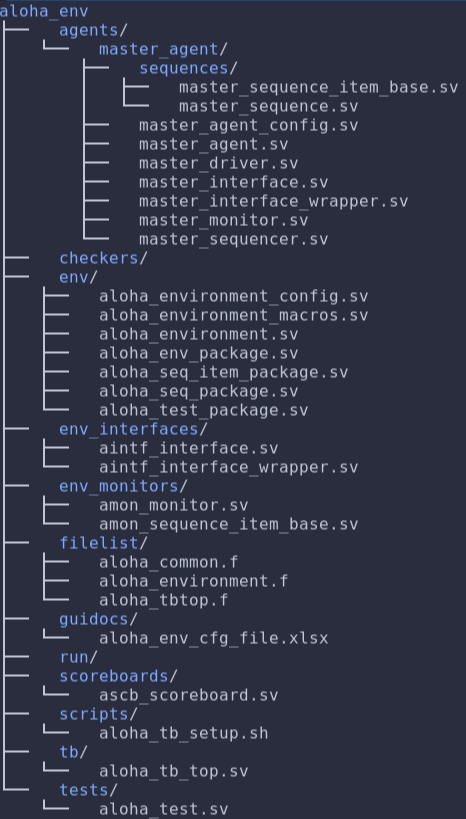 aloha_env
agents/
master_agent/
sequences/
master_sequence_item_base.sv
master_sequence.sv
master_agent_config.sv
master_agent.sv
master_driver.sv
master_interface.sv
master_interface_wrapper.sv
master_monitor.sv
master_sequencer.sv
checkers/
env/
aloha_environment_config.sv
aloha_environment_macros.sv
aloha_environment.sv
aloha_env_package.sv
aloha_seq_item_package.sv
aloha_seq_package.sv
aloha_test_package.sv
env_interfaces/
aintf_interface.sv
aintf_interface_wrapper.sv
env_monitors/
amon_monitor.sv
amon_sequence_item_base.sv
filelist/
aloha_common.f
aloha_environment.f
aloha_tbtop.f
guidocs/
aloha_env_cfg_file.xlsx
run/
scoreboards/
ascb_scoreboard.sv
scripts/
aloha_tb_setup.sh
tb/
aloha_tb_top.sv
tests/
aloha_test.sv